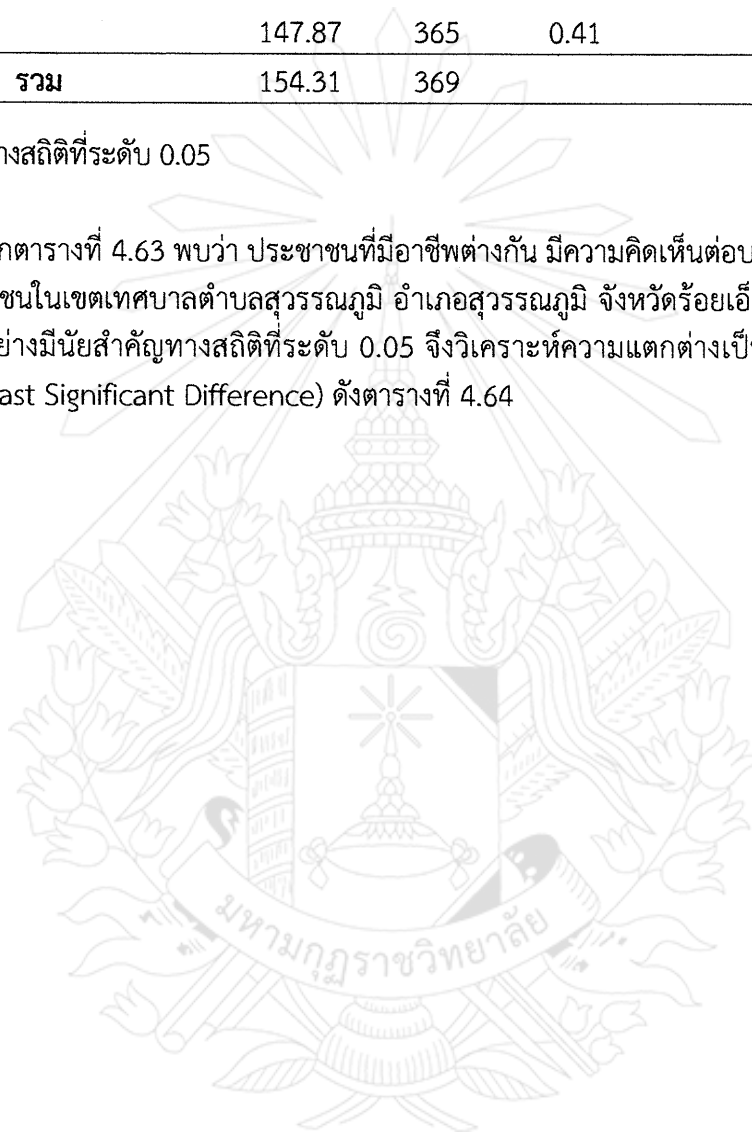 147.87 365 0.41
รวม 154.31 369
างสถิติที่ระดับ 0.05
กตารางที่ 4.63 พบว่า ประชาชนที่มีอาชีพต่างกัน มีความคิดเห็นต่อบ
ชนในเขตเทศบาลตำบลสุวรรณภูมิ อำเภอสุวรรณภูมิ จังหวัดร้อยเอ็
ย่างมีนัยสำคัญทางสถิติที่ระดับ 0.05 จึงวิเคราะห์ความแตกต่างเป็
ast Significant Difference) ดังตารางที่ 4.64
มหามกุฏราชวิทยาลัย